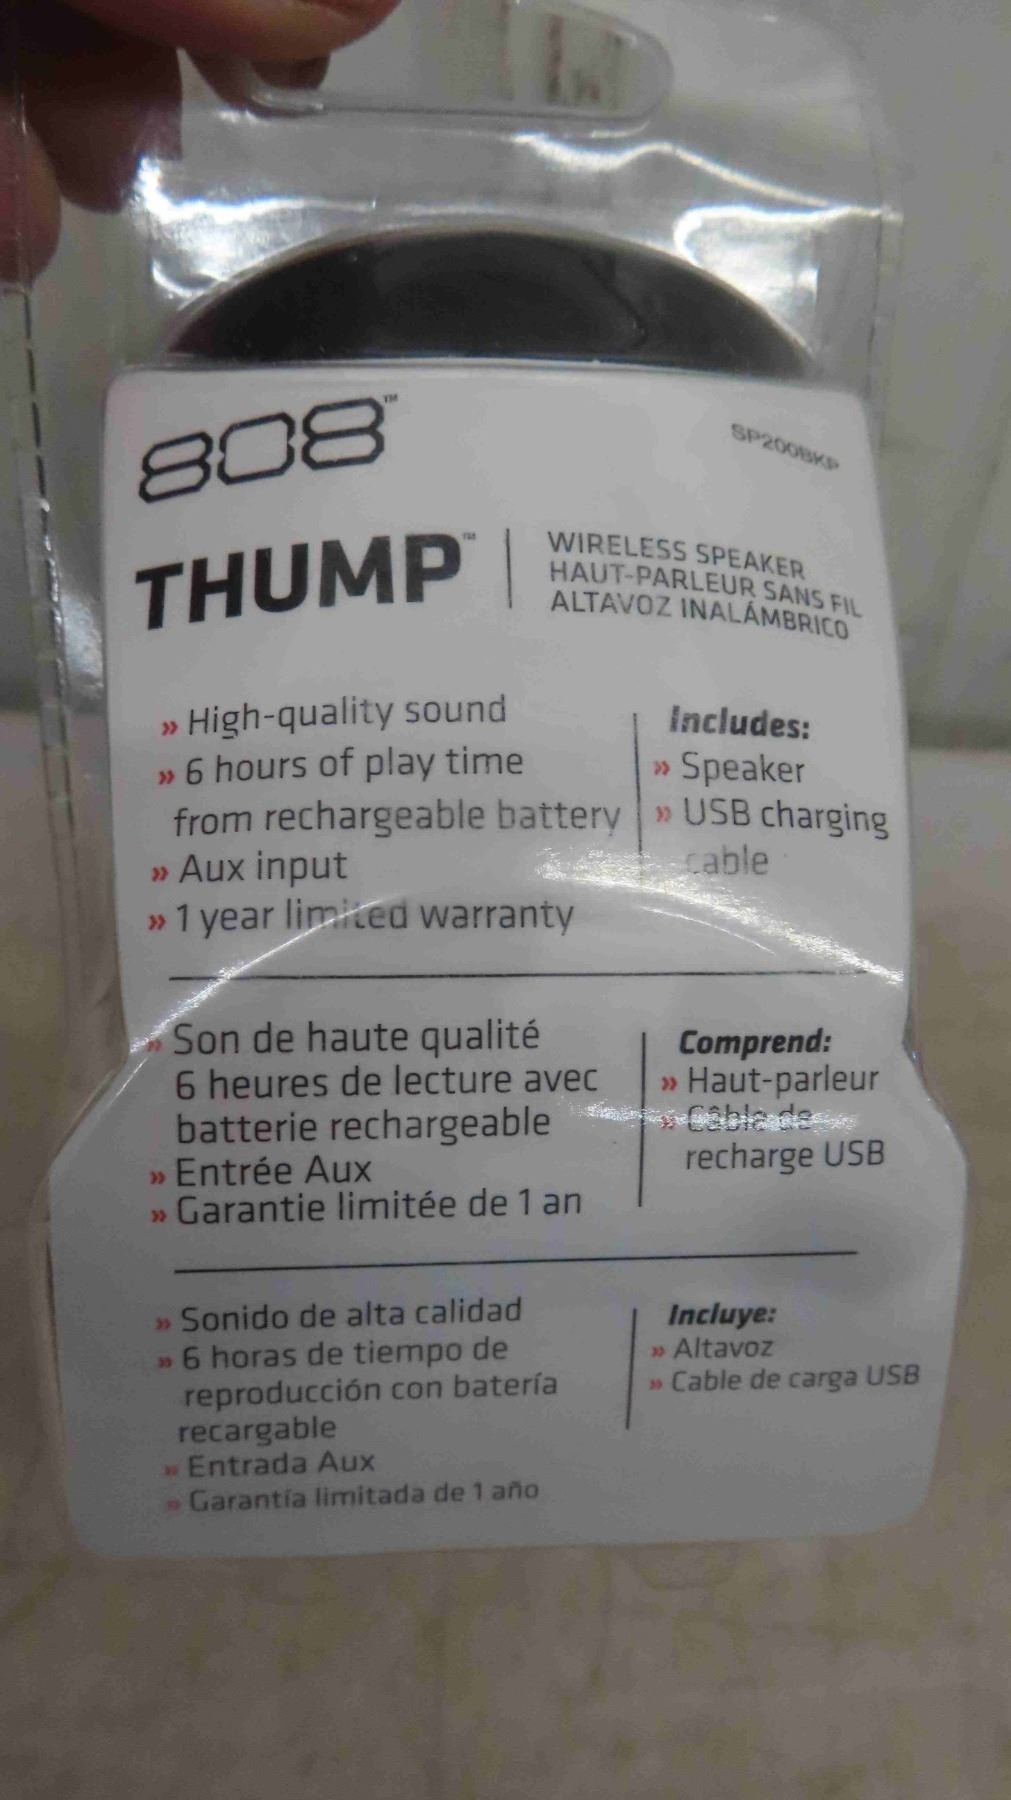 808™
SP200BKP
THUMP™
WIRELESS SPEAKER
HAUT-PARLEUR SANS FIL
ALTAVOZ INALÁMBRICO
» High-quality sound
» 6 hours of play time
from rechargeable battery
» Aux input
» 1 year limited warranty
Includes:
» Speaker
» USB charging
cable
» Son de haute qualité
6 heures de lecture avec
batterie rechargeable
» Entrée Aux
» Garantie limitée de 1 an
Comprend:
» Haut-parleur
» Câble de
recharge USB
» Sonido de alta calidad
» 6 horas de tiempo de
reproducción con batería
recargable
» Entrada Aux
» Garantía limitada de 1 año
Incluye:
» Altavoz
» Cable de carga USB